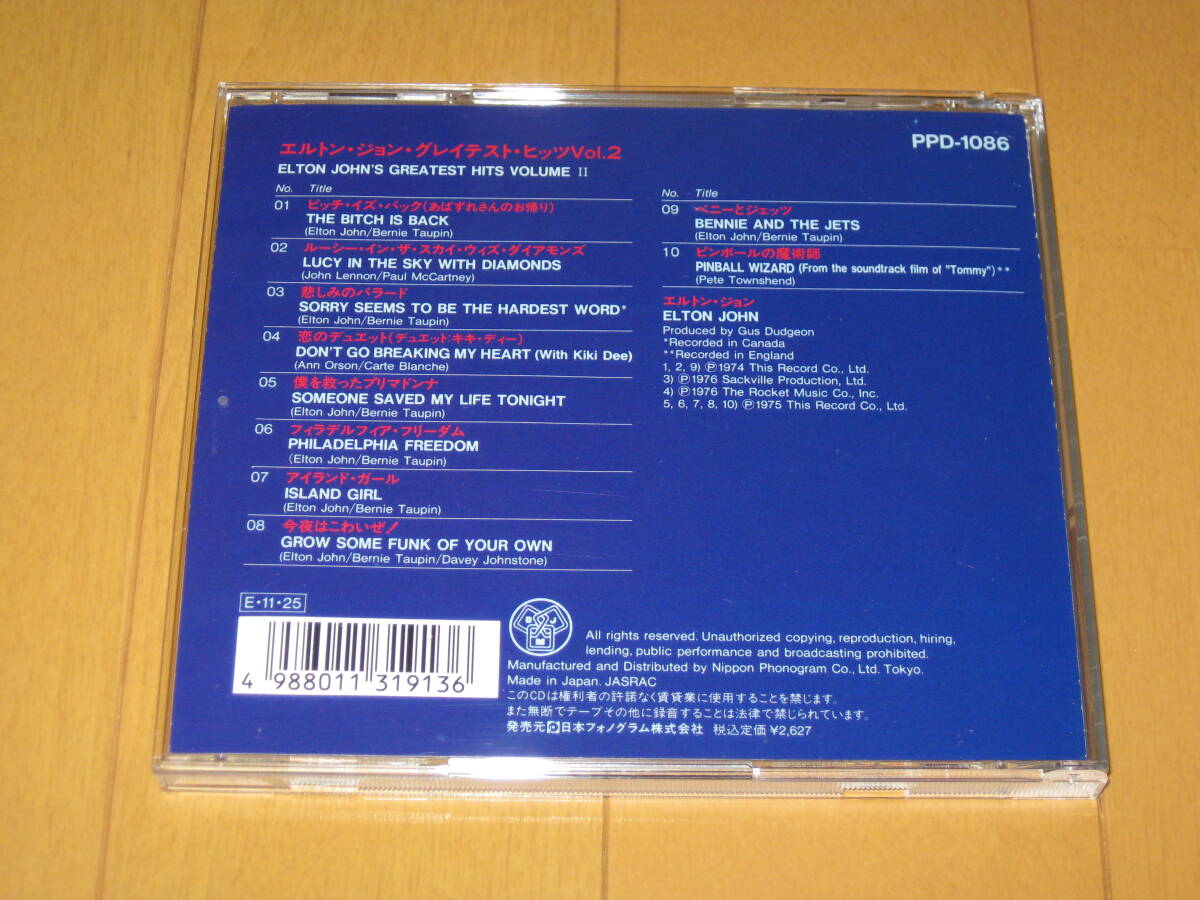 エルトン・ジョン・グレイテスト・ヒッツVol.2
ELTON JOHN'S GREATEST HITS VOLUME II
PPD-1086
No. Title
01 ビッチ・イズ・バック(あばずれさんのお帰り)
THE BITCH IS BACK
(Elton John/Bernie Taupin)
02 ルーシー・イン・ザ・スカイ・ウィズ・ダイアモンズ
LUCY IN THE SKY WITH DIAMONDS
(John Lennon/Paul McCartney)
03 悲しみのバラード
SORRY SEEMS TO BE THE HARDEST WORD*
(Elton John/Bernie Taupin)
04 恋のデュエット(デュエット:キキ・ディー)
DON'T GO BREAKING MY HEART (With Kiki Dee)
(Ann Orson/Carte Blanche)
05 僕を救ったプリマドンナ
SOMEONE SAVED MY LIFE TONIGHT
(Elton John/Bernie Taupin)
06 フィラデルフィア・フリーダム
PHILADELPHIA FREEDOM
(Elton John/Bernie Taupin)
07 アイランド・ガール
ISLAND GIRL
(Elton John/Bernie Taupin)
08 今夜はこわいぜ!
GROW SOME FUNK OF YOUR OWN
(Elton John/Bernie Taupin/Davey Johnstone)
No. Title
09 ベニーとジェッツ
BENNIE AND THE JETS
(Elton John/Bernie Taupin)
10 ピンボールの魔術師
PINBALL WIZARD (From the soundtrack film of "Tommy")**
(Pete Townshend)
エルトン・ジョン
ELTON JOHN
Produced by Gus Dudgeon
*Recorded in Canada
**Recorded in England
1, 2, 9) Ⓟ1974 This Record Co., Ltd.
3) Ⓟ1976 Sackville Production, Ltd.
4) Ⓟ1976 The Rocket Music Co., Inc.
5, 6, 7, 8, 10) Ⓟ1975 This Record Co., Ltd.
E・11・25
4 988011 319136
DJM
All rights reserved. Unauthorized copying, reproduction, hiring,
lending, public performance and broadcasting prohibited.
Manufactured and Distributed by Nippon Phonogram Co., Ltd. Tokyo.
Made in Japan. JASRAC
このCDは権利者の許諾なく賃貸業に使用することを禁じます。
また無断でテープその他に録音することは法律で禁じられています。
発売元 日本フォノグラム株式会社 税込定価 ¥2,627